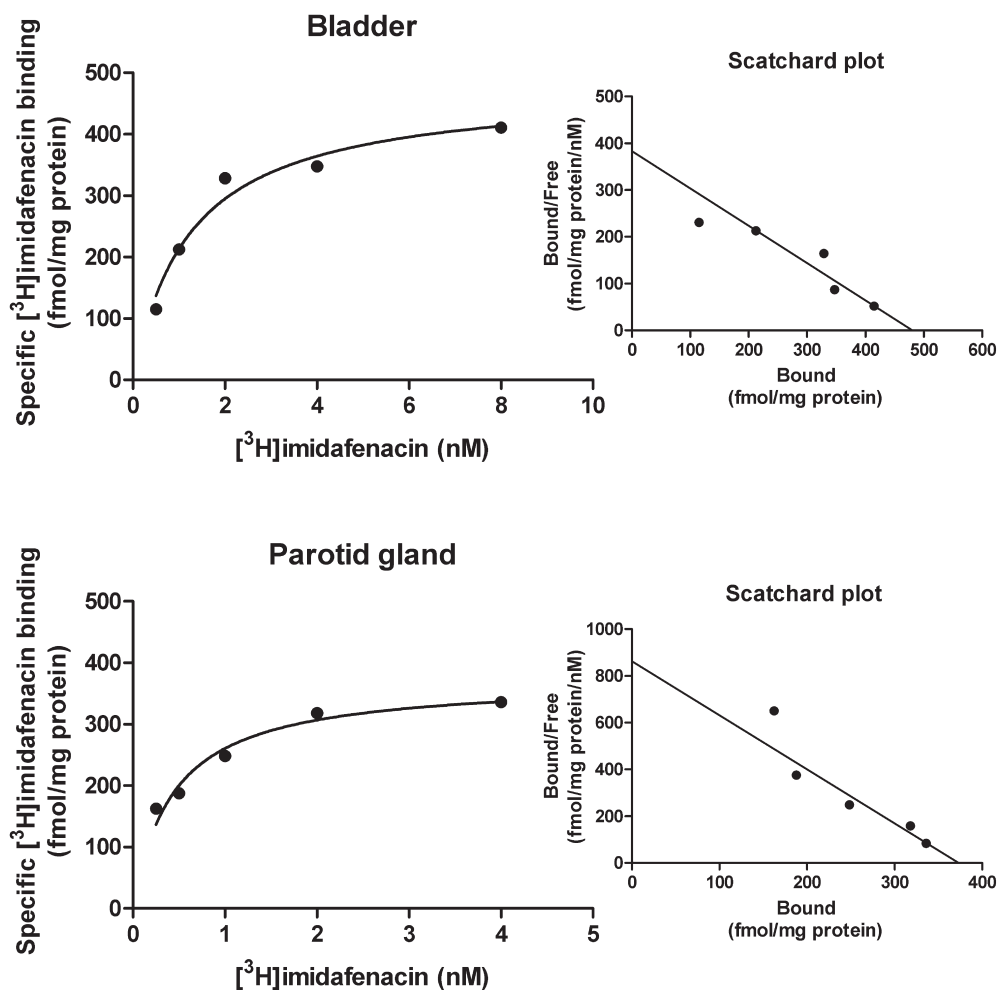 Bladder
Specific [³H]imidafenacin binding
(fmol/mg protein)
500
400
300
200
100
0
0 2 4 6 8 10
[³H]imidafenacin (nM)
Scatchard plot
Bound/Free
(fmol/mg protein/nM)
500
400
300
200
100
0
0 100 200 300 400 500 600
Bound
(fmol/mg protein)
Parotid gland
Specific [³H]imidafenacin binding
(fmol/mg protein)
500
400
300
200
100
0
0 1 2 3 4 5
[³H]imidafenacin (nM)
Scatchard plot
Bound/Free
(fmol/mg protein/nM)
1000
800
600
400
200
0
0 100 200 300 400
Bound
(fmol/mg protein)